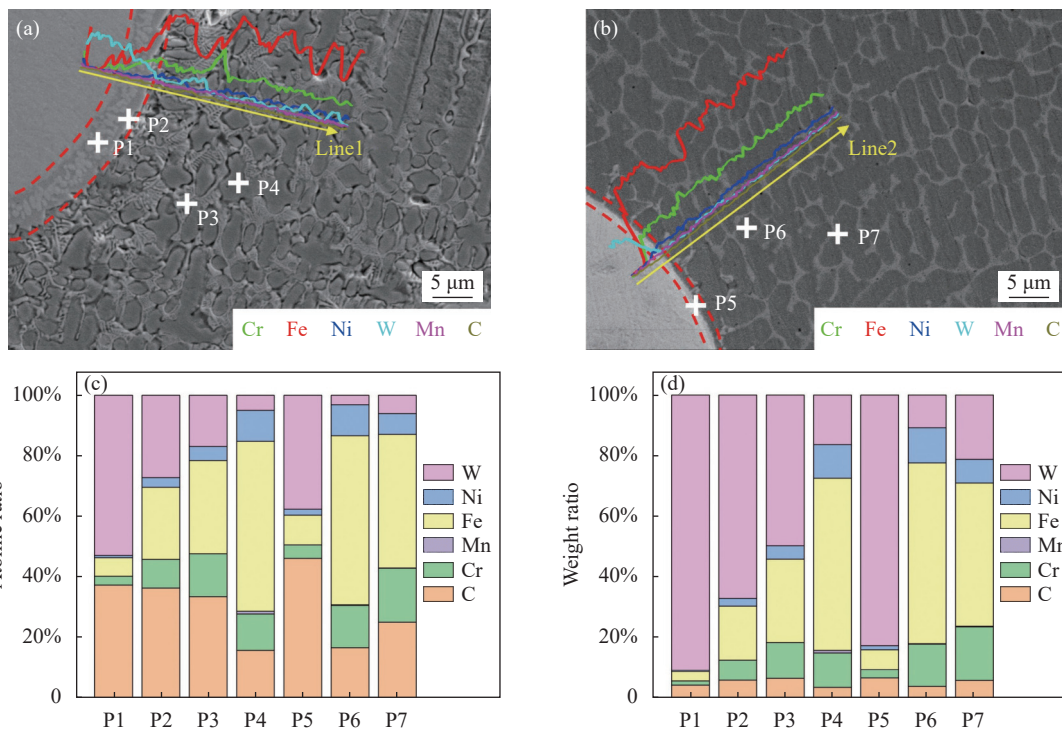 (a)
P2
P1
Line1
P4
P3
5 μm
Cr Fe Ni W Mn C
(b)
Line2
P6
P7
P5
5 μm
Cr Fe Ni W Mn C
(c)
100%
80%
60%
40%
20%
0
P1 P2 P3 P4 P5 P6 P7
W
Ni
Fe
Mn
Cr
C
(d)
Weight ratio
100%
80%
60%
40%
20%
0
P1 P2 P3 P4 P5 P6 P7
W
Ni
Fe
Mn
Cr
C